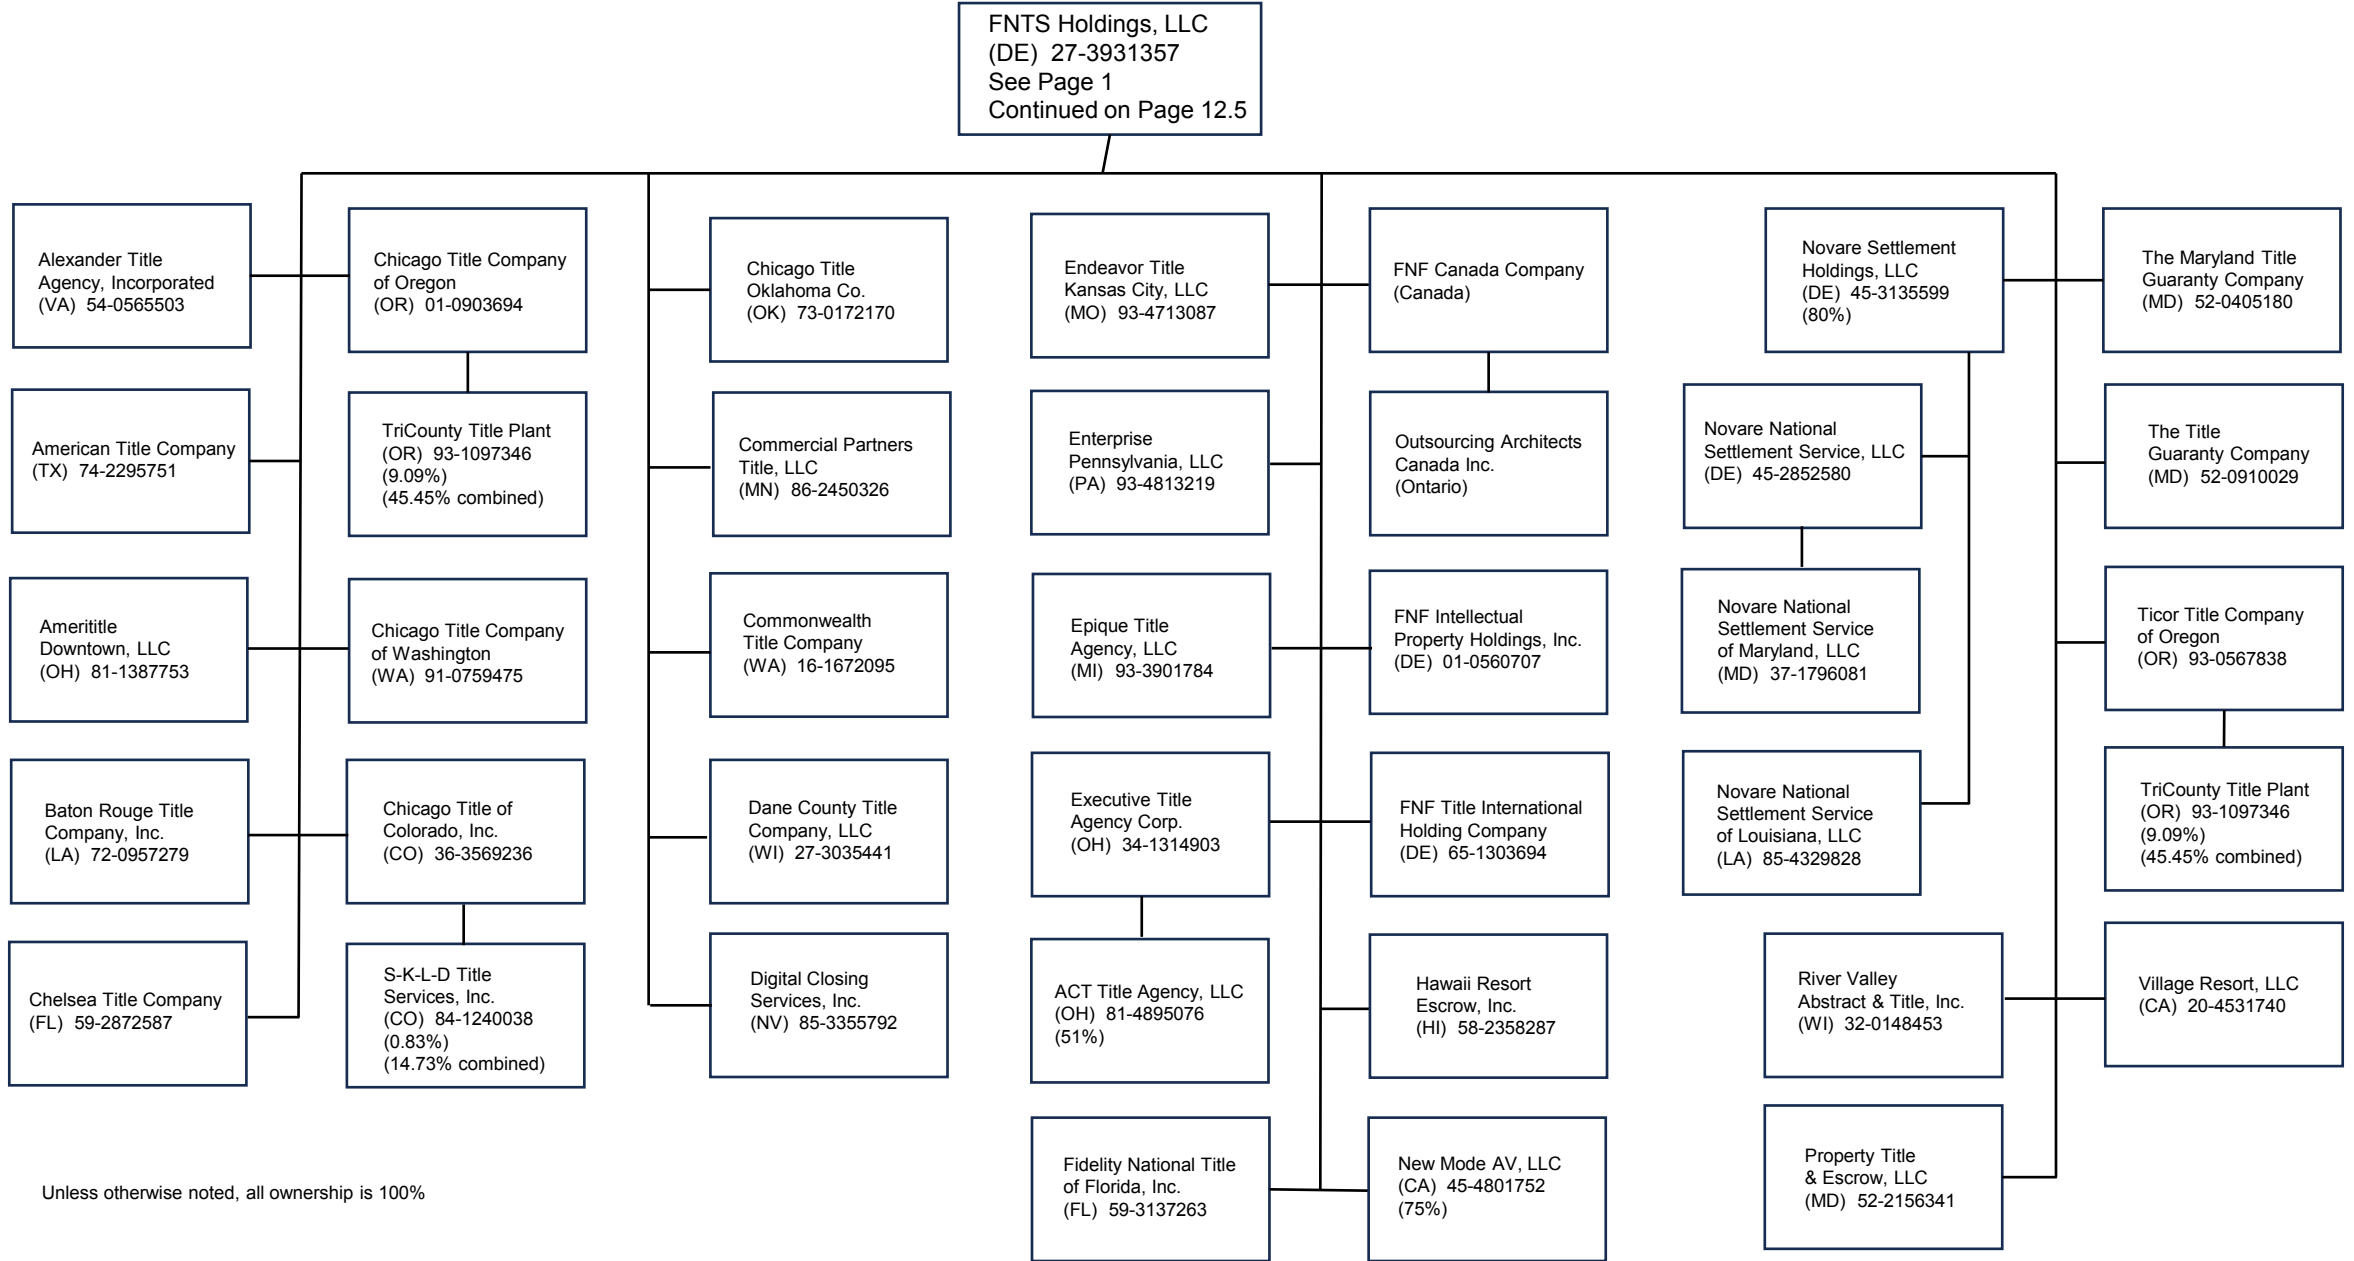 FNTS Holdings, LLC
(DE) 27-3931357
See Page 1
Continued on Page 12.5
Alexander Title
Agency, Incorporated
(VA) 54-0565503
American Title Company
(TX) 74-2295751
Amerititle
Downtown, LLC
(OH) 81-1387753
Baton Rouge Title
Company, Inc.
(LA) 72-0957279
Chelsea Title Company
(FL) 59-2872587
Chicago Title Company
of Oregon
(OR) 01-0903694
TriCounty Title Plant
(OR) 93-1097346
(9.09%)
(45.45% combined)
Chicago Title Company
of Washington
(WA) 91-0759475
Chicago Title of
Colorado, Inc.
(CO) 36-3569236
S-K-L-D Title
Services, Inc.
(CO) 84-1240038
(0.83%)
(14.73% combined)
Chicago Title
Oklahoma Co.
(OK) 73-0172170
Commercial Partners
Title, LLC
(MN) 86-2450326
Commonwealth
Title Company
(WA) 16-1672095
Dane County Title
Company, LLC
(WI) 27-3035441
Digital Closing
Services, Inc.
(NV) 85-3355792
Endeavor Title
Kansas City, LLC
(MO) 93-4713087
Enterprise
Pennsylvania, LLC
(PA) 93-4813219
Epique Title
Agency, LLC
(MI) 93-3901784
Executive Title
Agency Corp.
(OH) 34-1314903
ACT Title Agency, LLC
(OH) 81-4895076
(51%)
Fidelity National Title
of Florida, Inc.
(FL) 59-3137263
FNF Canada Company
(Canada)
Outsourcing Architects
Canada Inc.
(Ontario)
FNF Intellectual
Property Holdings, Inc.
(DE) 01-0560707
FNF Title International
Holding Company
(DE) 65-1303694
Hawaii Resort
Escrow, Inc.
(HI) 58-2358287
New Mode AV, LLC
(CA) 45-4801752
(75%)
Novare Settlement
Holdings, LLC
(DE) 45-3135599
(80%)
Novare National
Settlement Service, LLC
(DE) 45-2852580
Novare National
Settlement Service
of Maryland, LLC
(MD) 37-1796081
Novare National
Settlement Service
of Louisiana, LLC
(LA) 85-4329828
River Valley
Abstract & Title, Inc.
(WI) 32-0148453
Property Title
& Escrow, LLC
(MD) 52-2156341
The Maryland Title
Guaranty Company
(MD) 52-0405180
The Title
Guaranty Company
(MD) 52-0910029
Ticor Title Company
of Oregon
(OR) 93-0567838
TriCounty Title Plant
(OR) 93-1097346
(9.09%)
(45.45% combined)
Village Resort, LLC
(CA) 20-4531740
Unless otherwise noted, all ownership is 100%